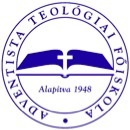 ADVENTISTA TEOLÓGIAI FŐISKOLA
Alapítva 1948